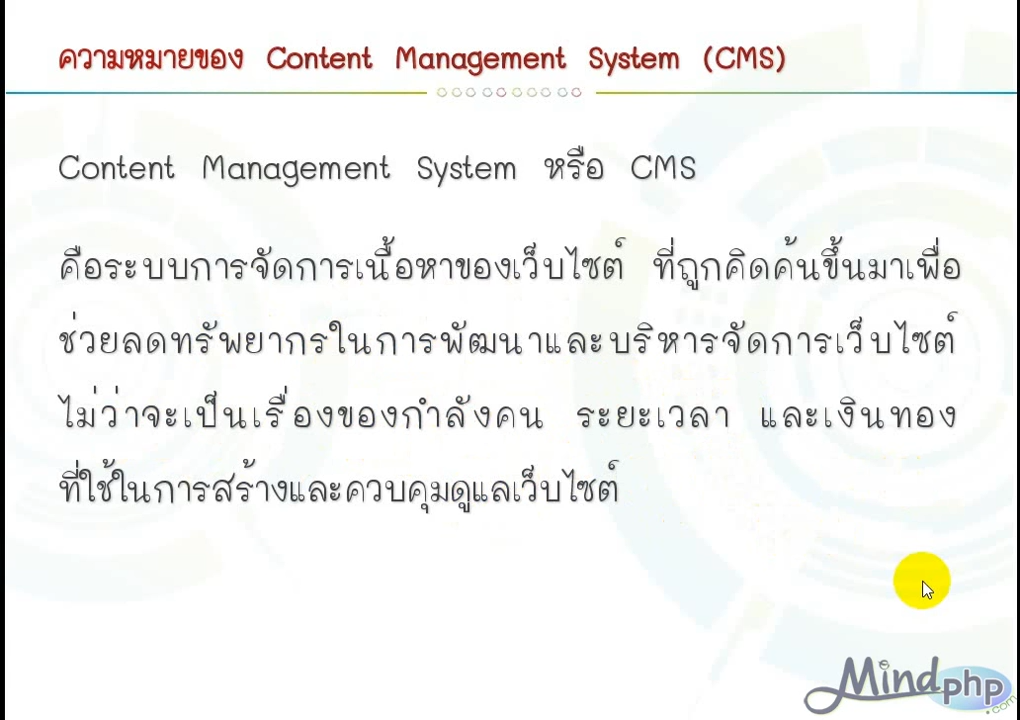 ความหมายของ Content Management System (CMS)
Content Management System หรือ CMS
คือระบบการจัดการเนื้อหาของเว็บไซต์ ที่ถูกคิดค้นขึ้นมาเพื่อ
ช่วยลดทรัพยากรในการพัฒนาและบริหารจัดการเว็บไซต์
ไม่ว่าจะเป็นเรื่องของกำลังคน ระยะเวลา และเงินทอง
ที่ใช้ในการสร้างและควบคุมดูแลเว็บไซต์
Mindphp.com